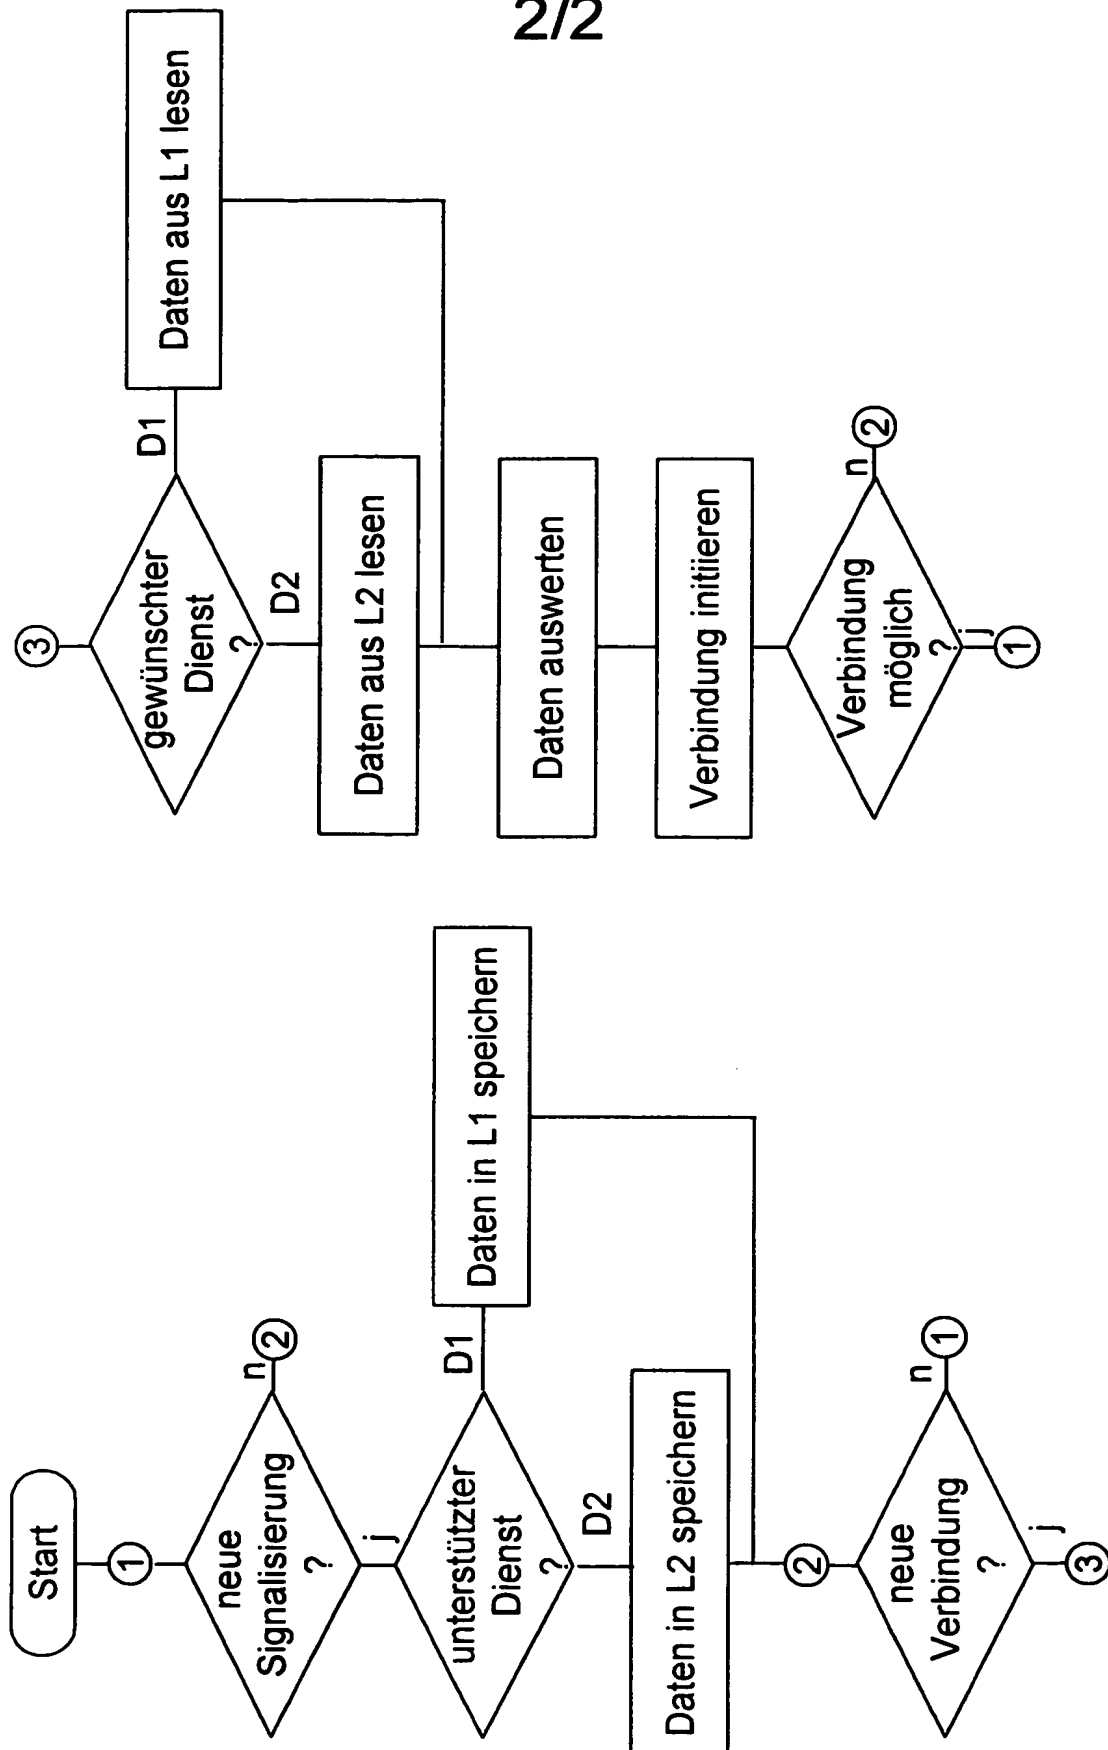 2/2
Start
1
neue
Signalisierung
?
n
2
j
unterstützter
Dienst
?
D1
Daten in L1 speichern
D2
Daten in L2 speichern
2
neue
Verbindung
?
n
1
j
3
3
gewünschter
Dienst
?
D1
Daten aus L1 lesen
D2
Daten aus L2 lesen
Daten auswerten
Verbindung initiieren
Verbindung
möglich
?
n
2
j
1